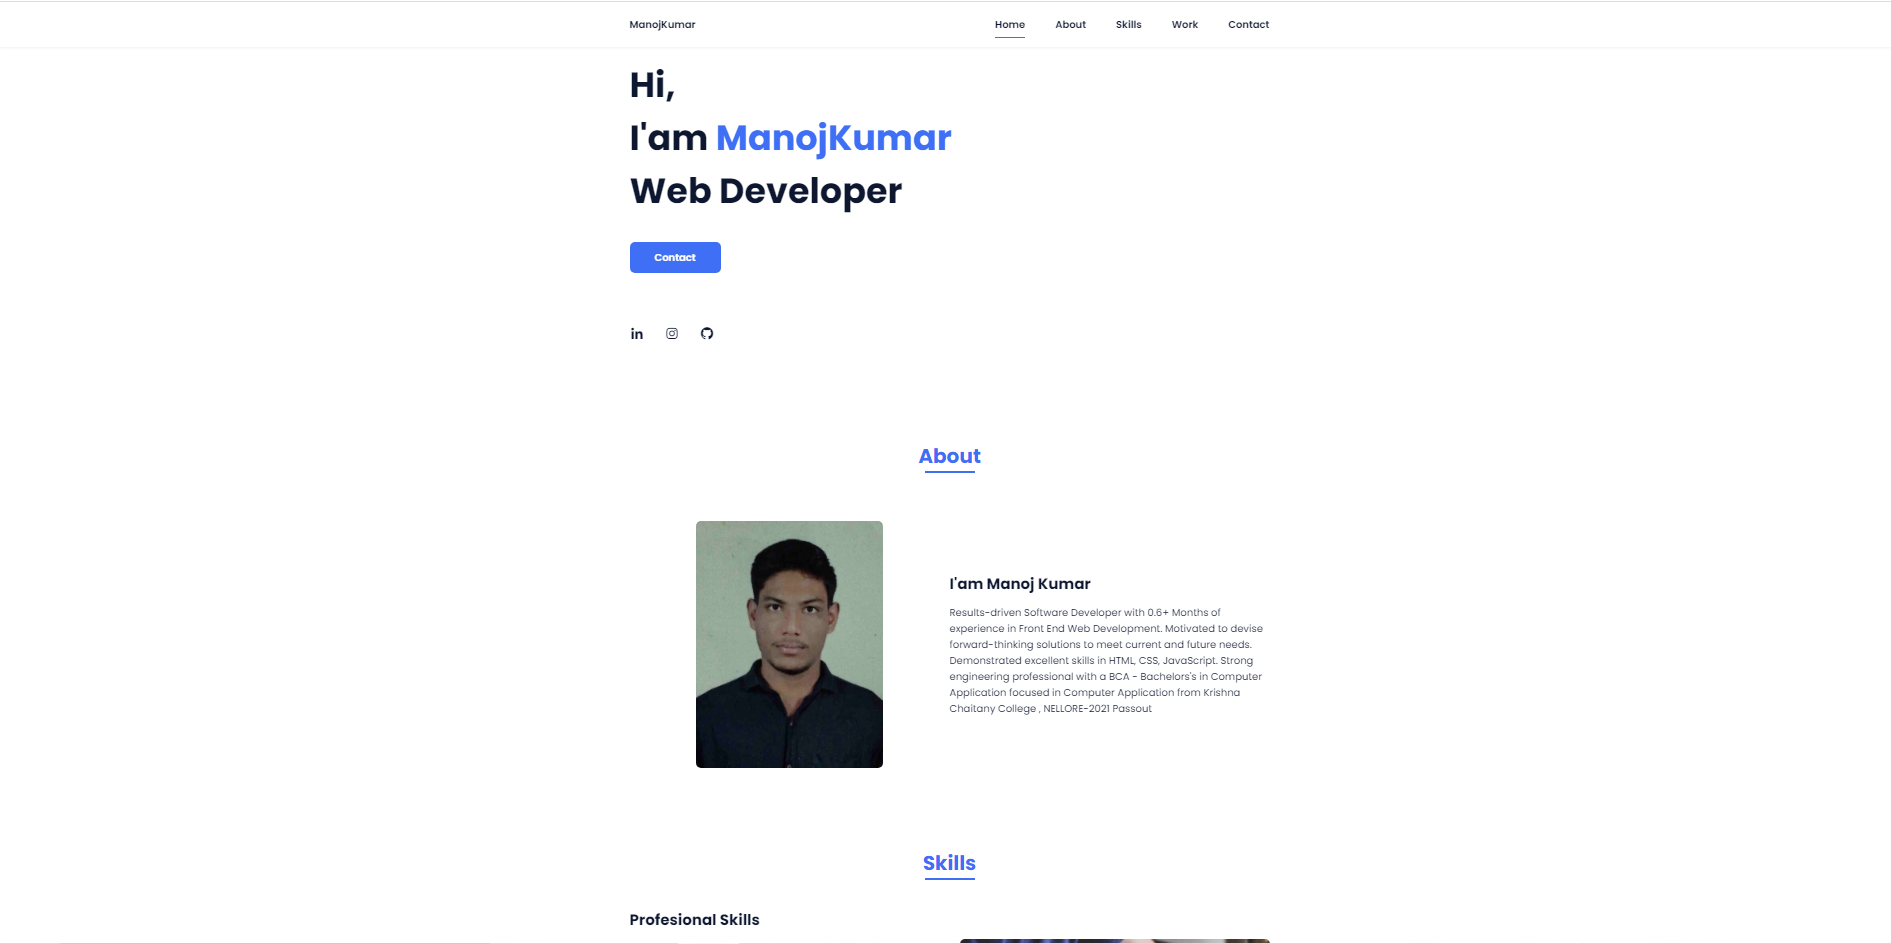 ManojKumar
Home About Skills Work Contact
Hi,
I'am ManojKumar
Web Developer
Contact
in
About
I'am Manoj Kumar
Results-driven Software Developer with 0.6+ Months of
experience in Front End Web Development. Motivated to devise
forward-thinking solutions to meet current and future needs.
Demonstrated excellent skills in HTML, CSS, JavaScript. Strong
engineering professional with a BCA - Bachelors's in Computer
Application focused in Computer Application from Krishna
Chaitany College , NELLORE-2021 Passout
Skills
Profesional Skills